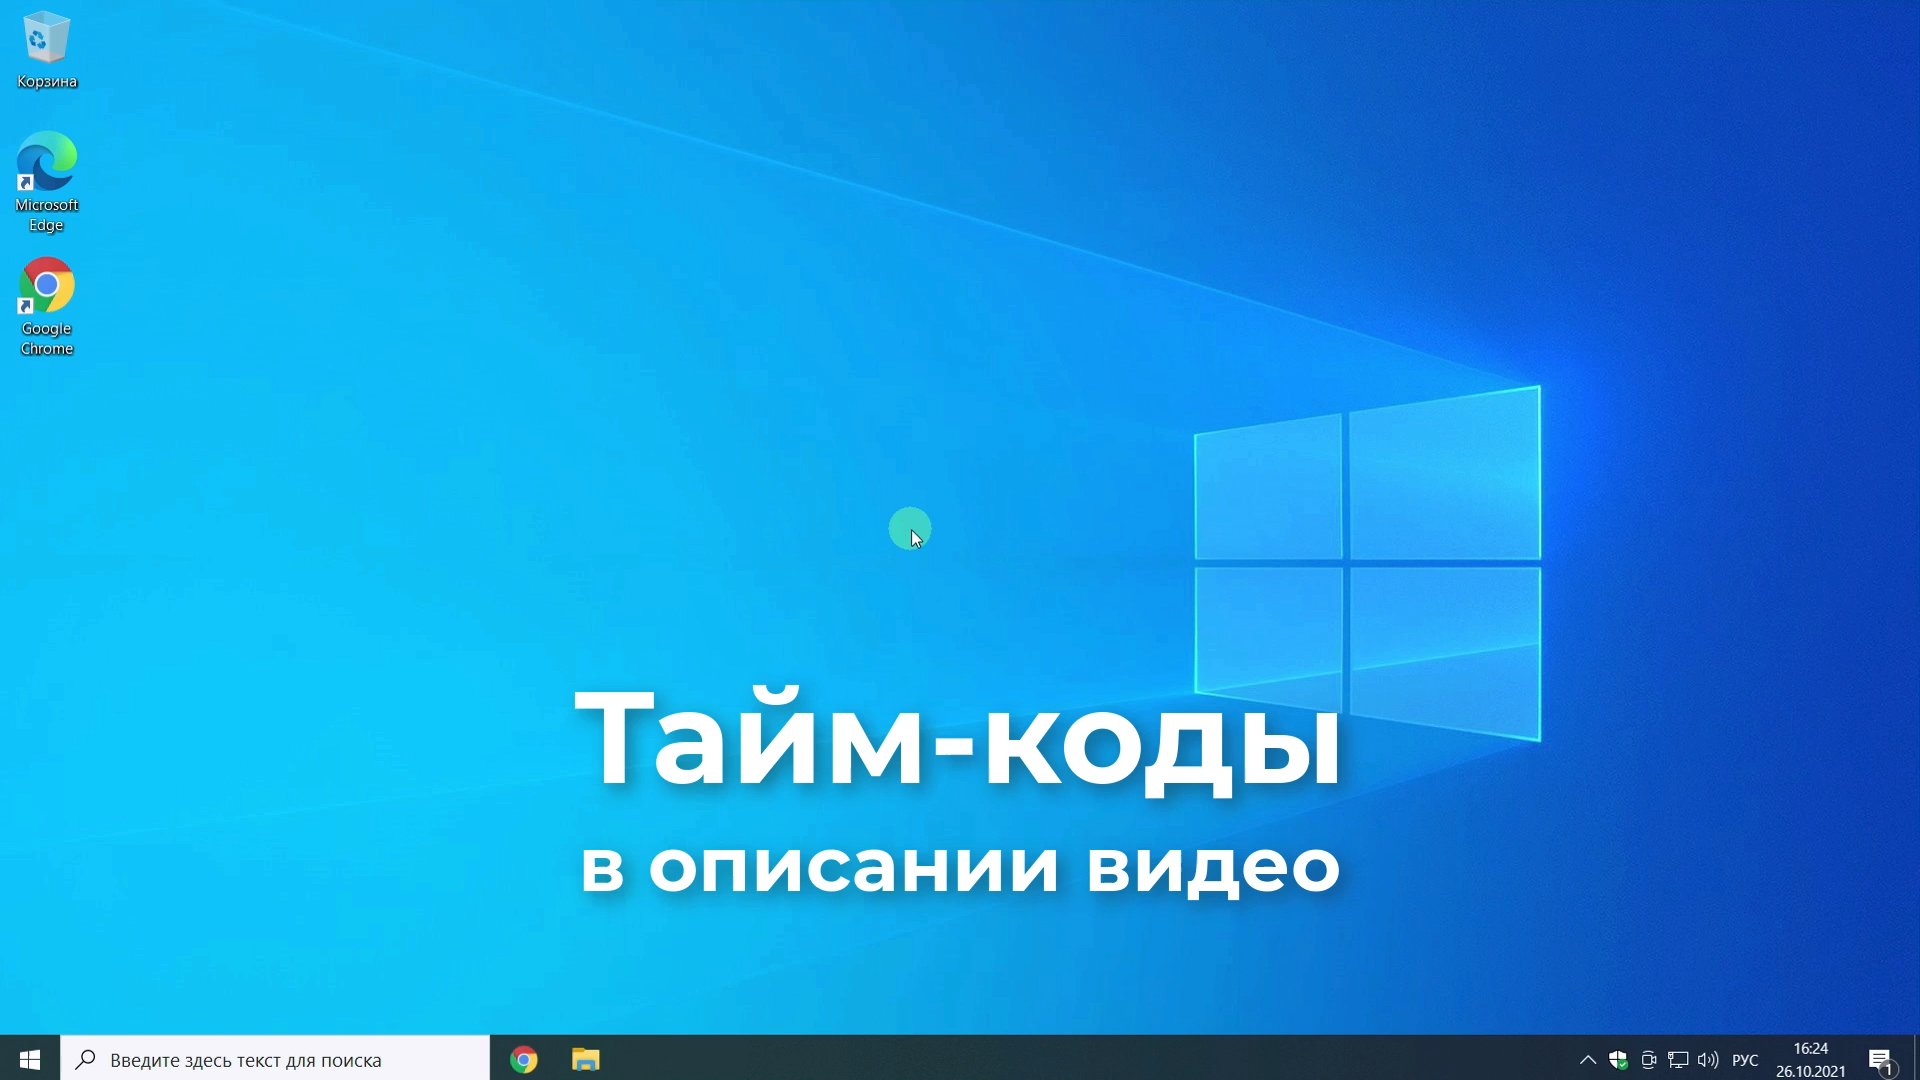 Корзина
Microsoft
Edge
Google
Chrome
Тайм-коды
в описании видео
Введите здесь текст для поиска
РУС
16:24
26.10.2021
1